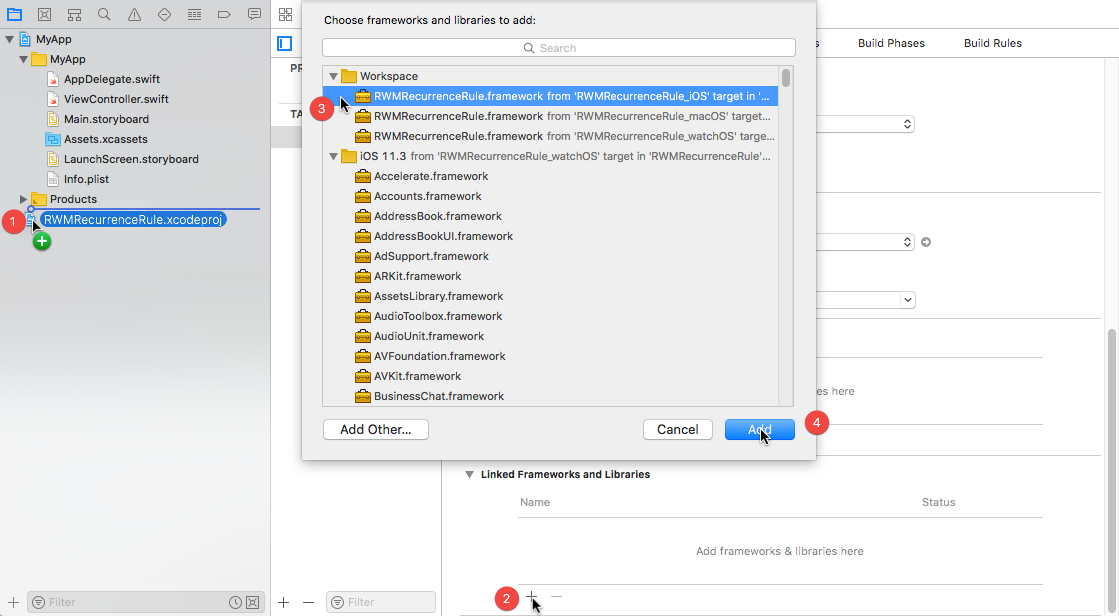 MyApp
MyApp
AppDelegate.swift
ViewController.swift
Main.storyboard
Assets.xcassets
LaunchScreen.storyboard
Info.plist
Products
1
RWMRecurrenceRule.xcodeproj
Filter
PR
TA
Filter
Choose frameworks and libraries to add:
Search
Workspace
3
RWMRecurrenceRule.framework from 'RWMRecurrenceRule_iOS' target in '...
RWMRecurrenceRule.framework from 'RWMRecurrenceRule_macOS' target...
RWMRecurrenceRule.framework from 'RWMRecurrenceRule_watchOS' targe...
iOS 11.3 from 'RWMRecurrenceRule_watchOS' target in 'RWMRecurrenceRule'...
Accelerate.framework
Accounts.framework
AddressBook.framework
AddressBookUI.framework
AdSupport.framework
ARKit.framework
AssetsLibrary.framework
AudioToolbox.framework
AudioUnit.framework
AVFoundation.framework
AVKit.framework
BusinessChat.framework
Add Other...
Cancel
Add
4
s
Build Phases
Build Rules
es here
Linked Frameworks and Libraries
Name
Status
Add frameworks & libraries here
2